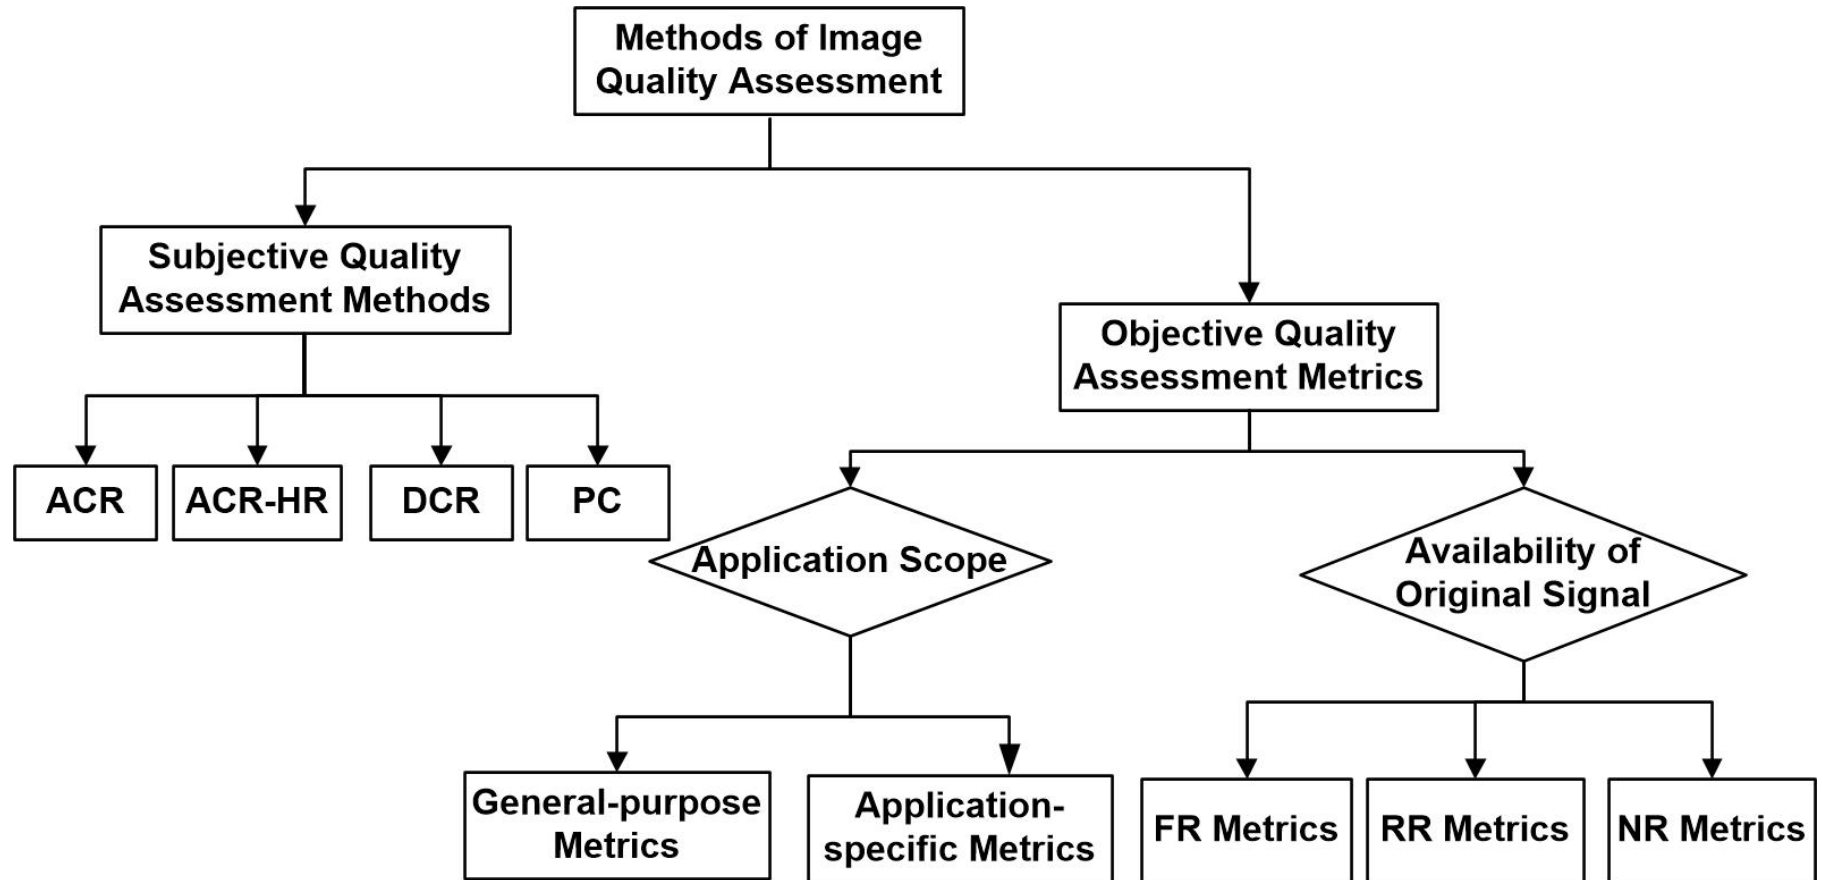 Methods of Image
Quality Assessment
Subjective Quality
Assessment Methods
Objective Quality
Assessment Metrics
ACR
ACR-HR
DCR
PC
Application Scope
Availability of
Original Signal
General-purpose
Metrics
Application-
specific Metrics
FR Metrics
RR Metrics
NR Metrics